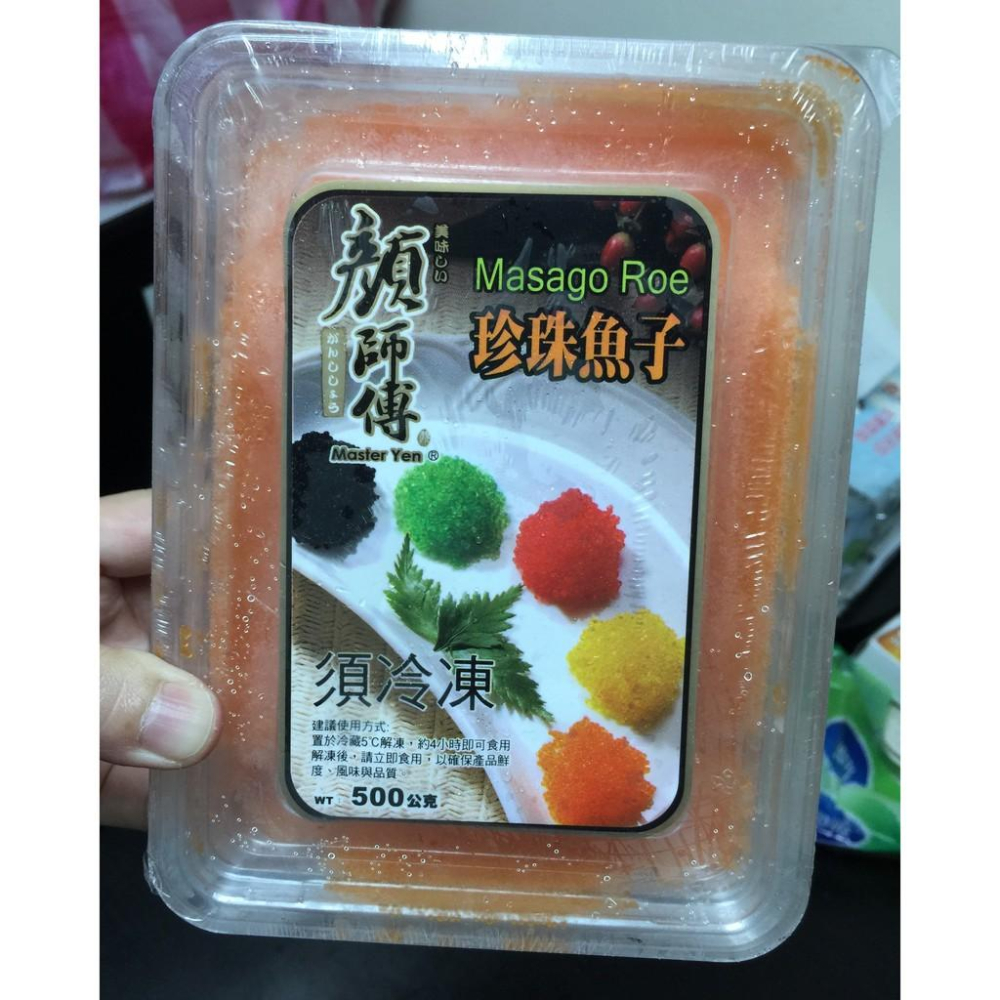 美味しい
顏師傅
がんししょう
Master Yen ®
Masago Roe
珍珠魚子
須冷凍
建議使用方式:
置於冷藏5℃解凍，約4小時即可食用
解凍後，請立即食用，以確保產品鮮
度、風味與品質
WT: 500公克